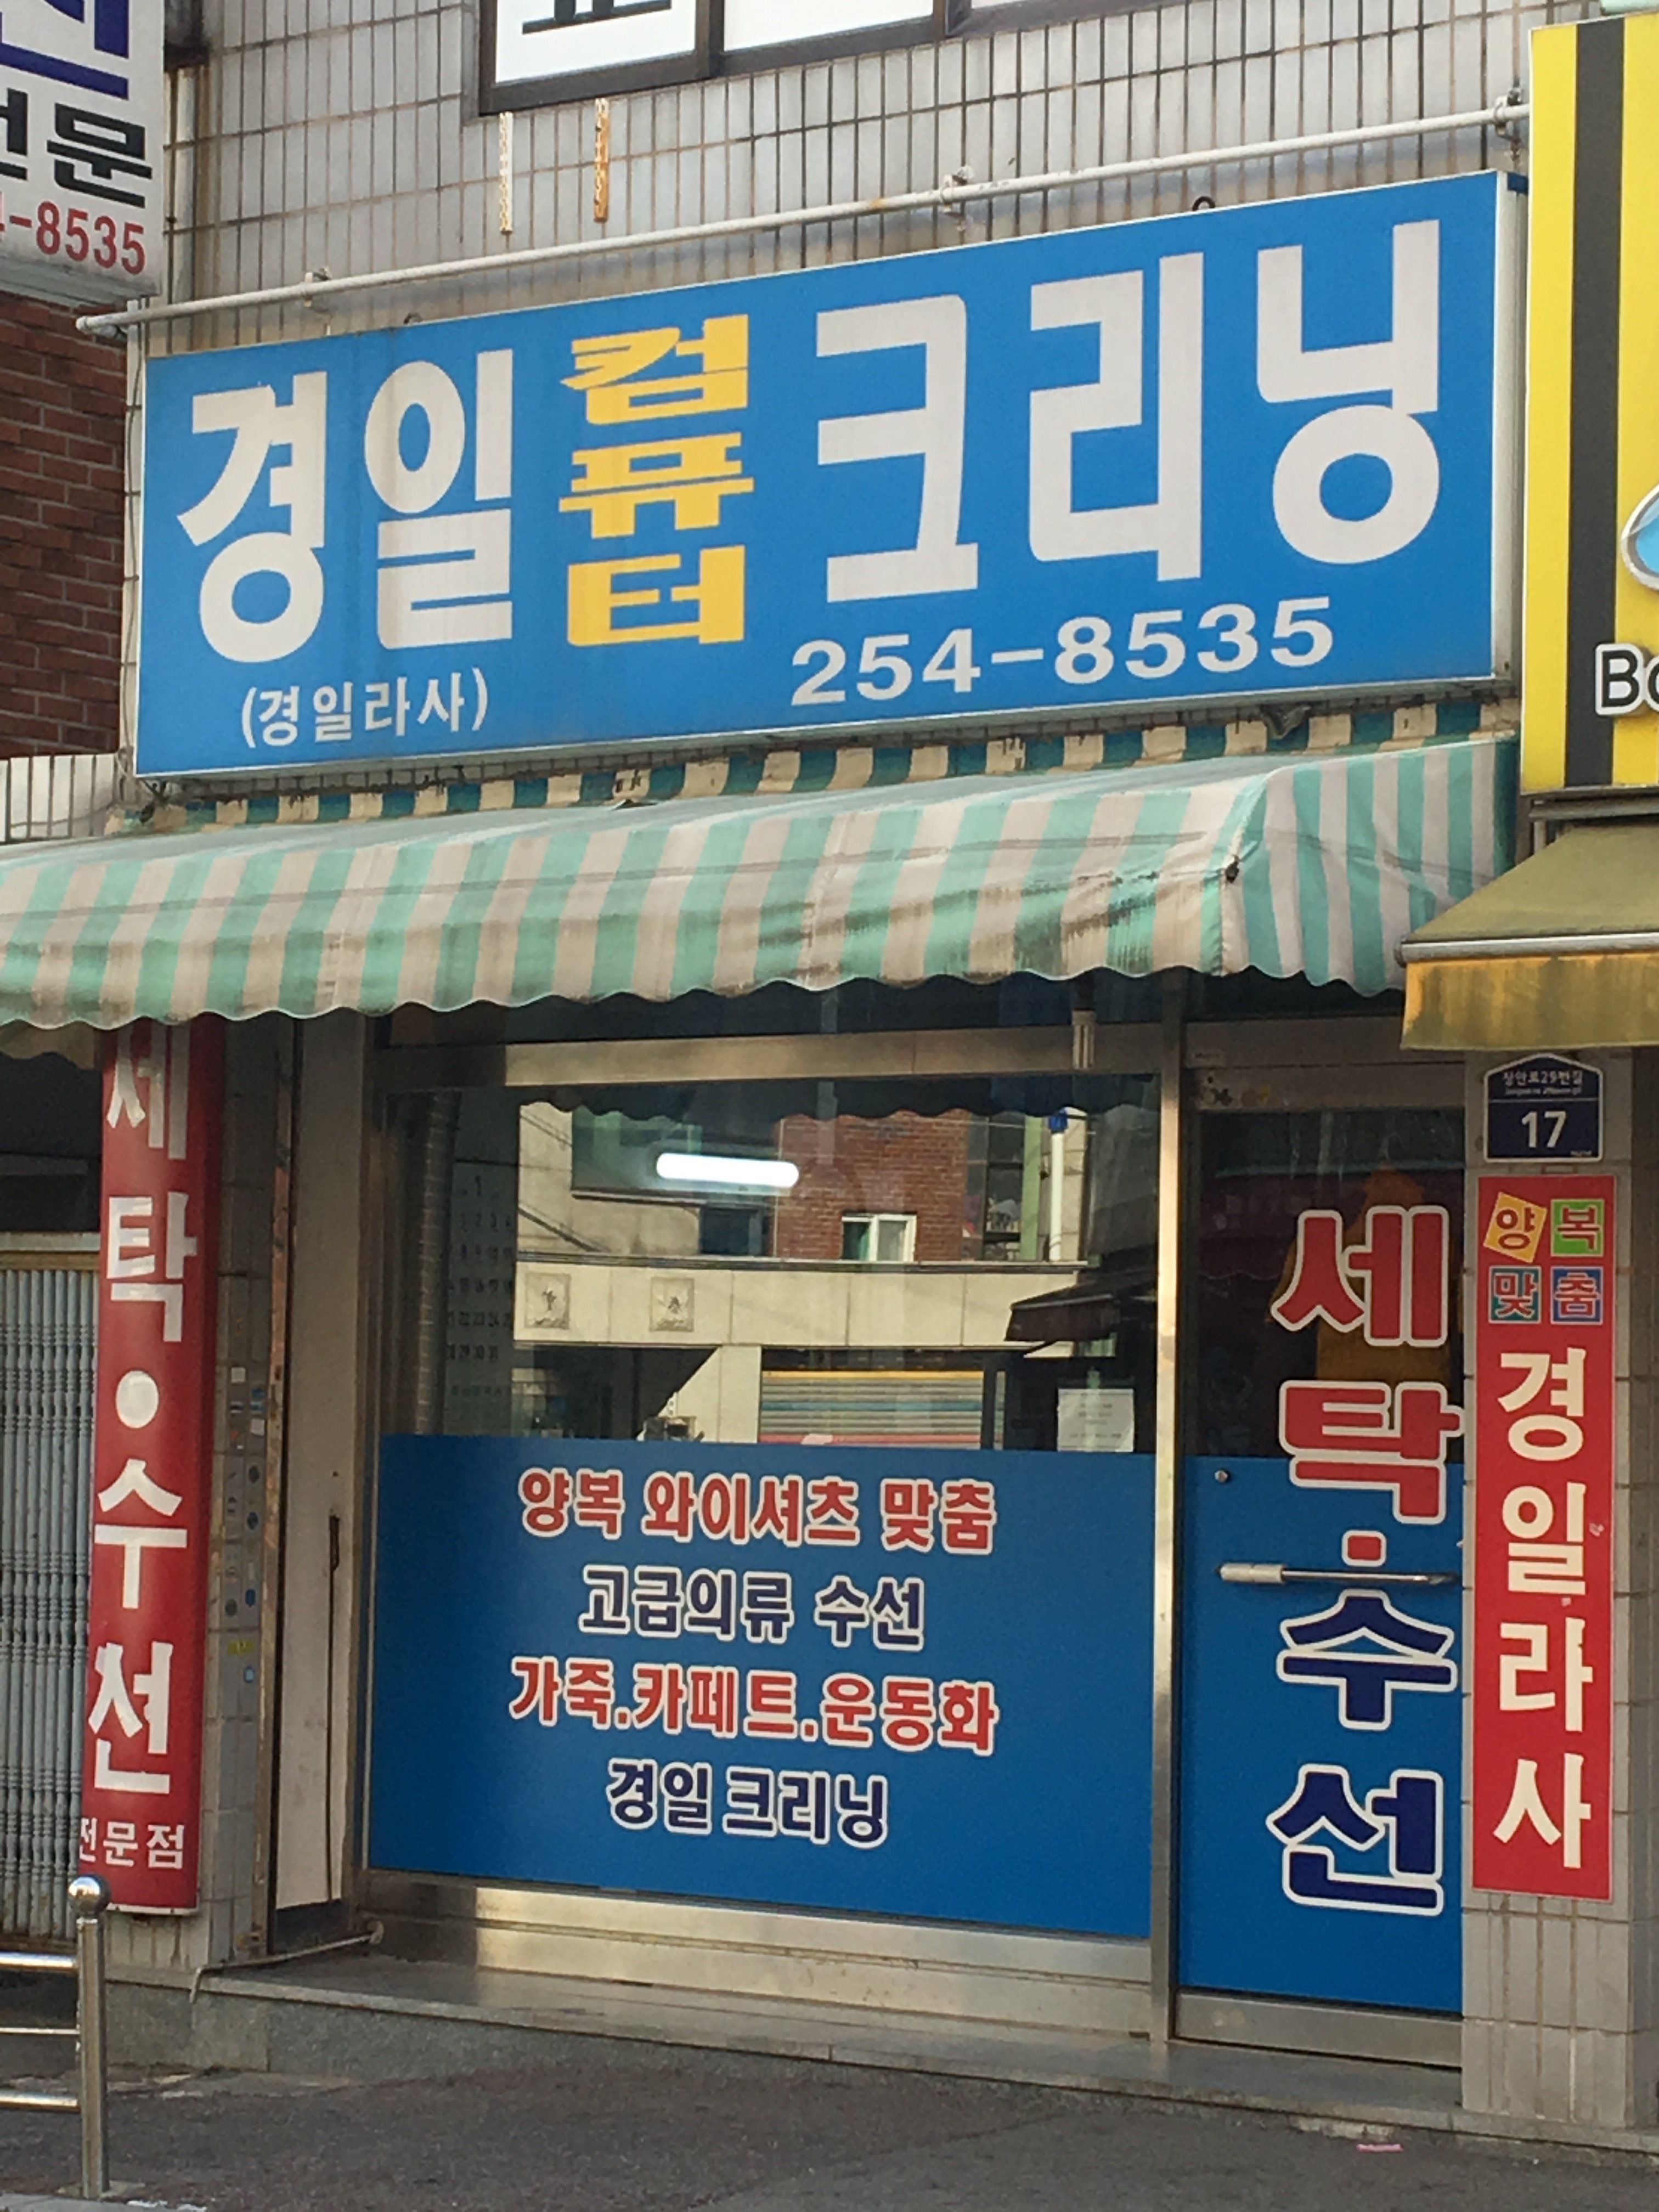 전문
-8535
경일 컴퓨터 크리닝
(경일라사)
254-8535
세탁·수선
전문점
양복 와이셔츠 맞춤
고급의류 수선
가죽.카페트.운동화
경일 크리닝
세탁·수선
17
양복
맞춤
경일라사